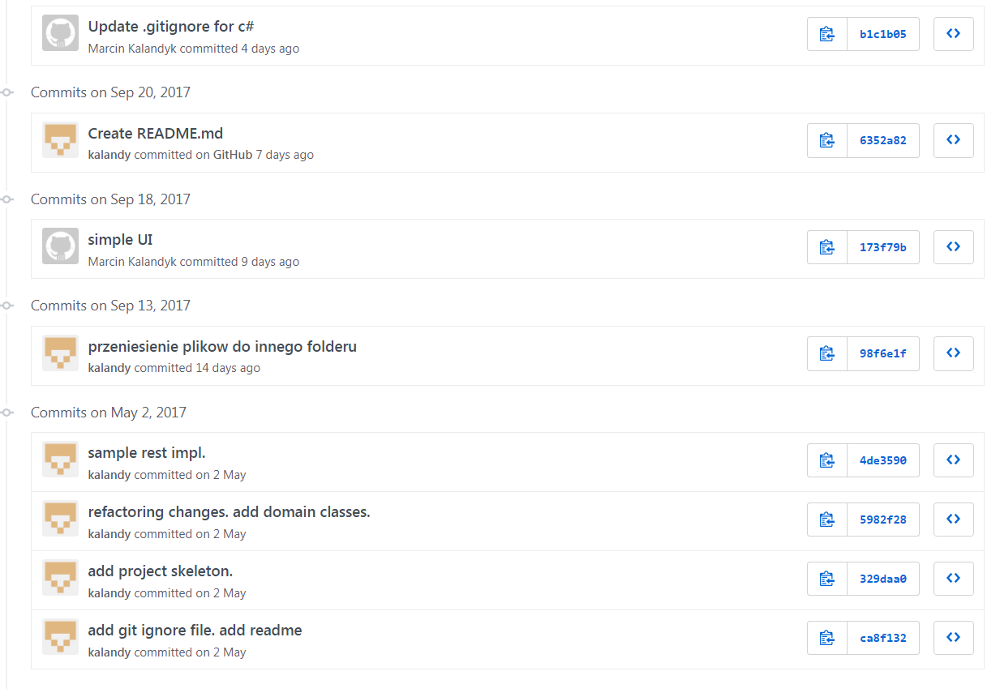 Update .gitignore for c#
Marcin Kalandyk committed 4 days ago
b1c1b05
Commits on Sep 20, 2017
Create README.md
kalandy committed on GitHub 7 days ago
6352a82
Commits on Sep 18, 2017
simple UI
Marcin Kalandyk committed 9 days ago
173f79b
Commits on Sep 13, 2017
przeniesienie plikow do innego folderu
kalandy committed 14 days ago
98f6e1f
Commits on May 2, 2017
sample rest impl.
kalandy committed on 2 May
4de3590
refactoring changes. add domain classes.
kalandy committed on 2 May
5982f28
add project skeleton.
kalandy committed on 2 May
329daa0
add git ignore file. add readme
kalandy committed on 2 May
ca8f132